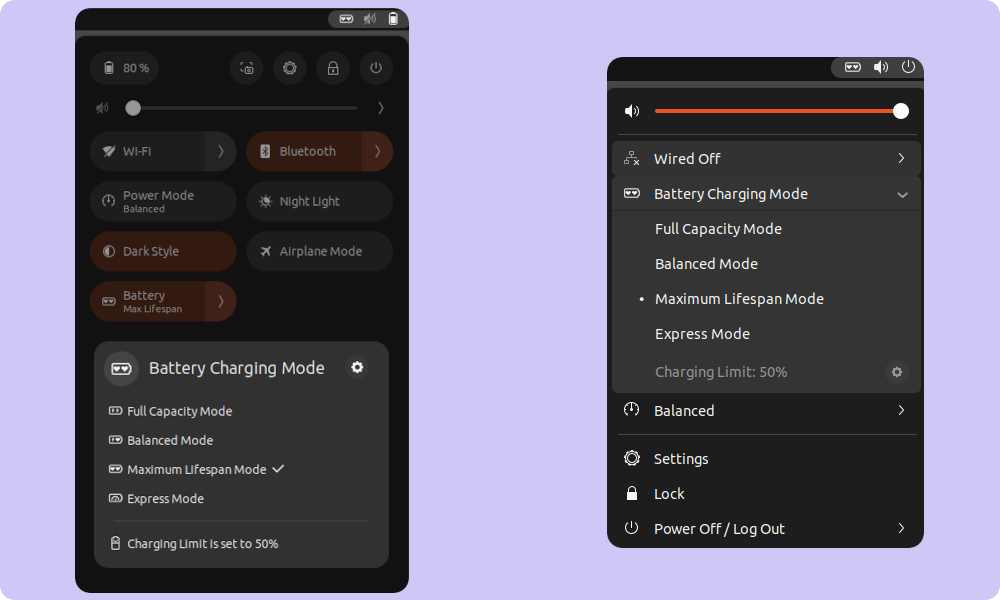 80 %
Wi-Fi
Bluetooth
Power Mode
Balanced
Night Light
Dark Style
Airplane Mode
Battery
Max Lifespan
Battery Charging Mode
Full Capacity Mode
Balanced Mode
Maximum Lifespan Mode
Express Mode
Charging Limit is set to 50%
Wired Off
Battery Charging Mode
Full Capacity Mode
Balanced Mode
Maximum Lifespan Mode
Express Mode
Charging Limit: 50%
Balanced
Settings
Lock
Power Off / Log Out